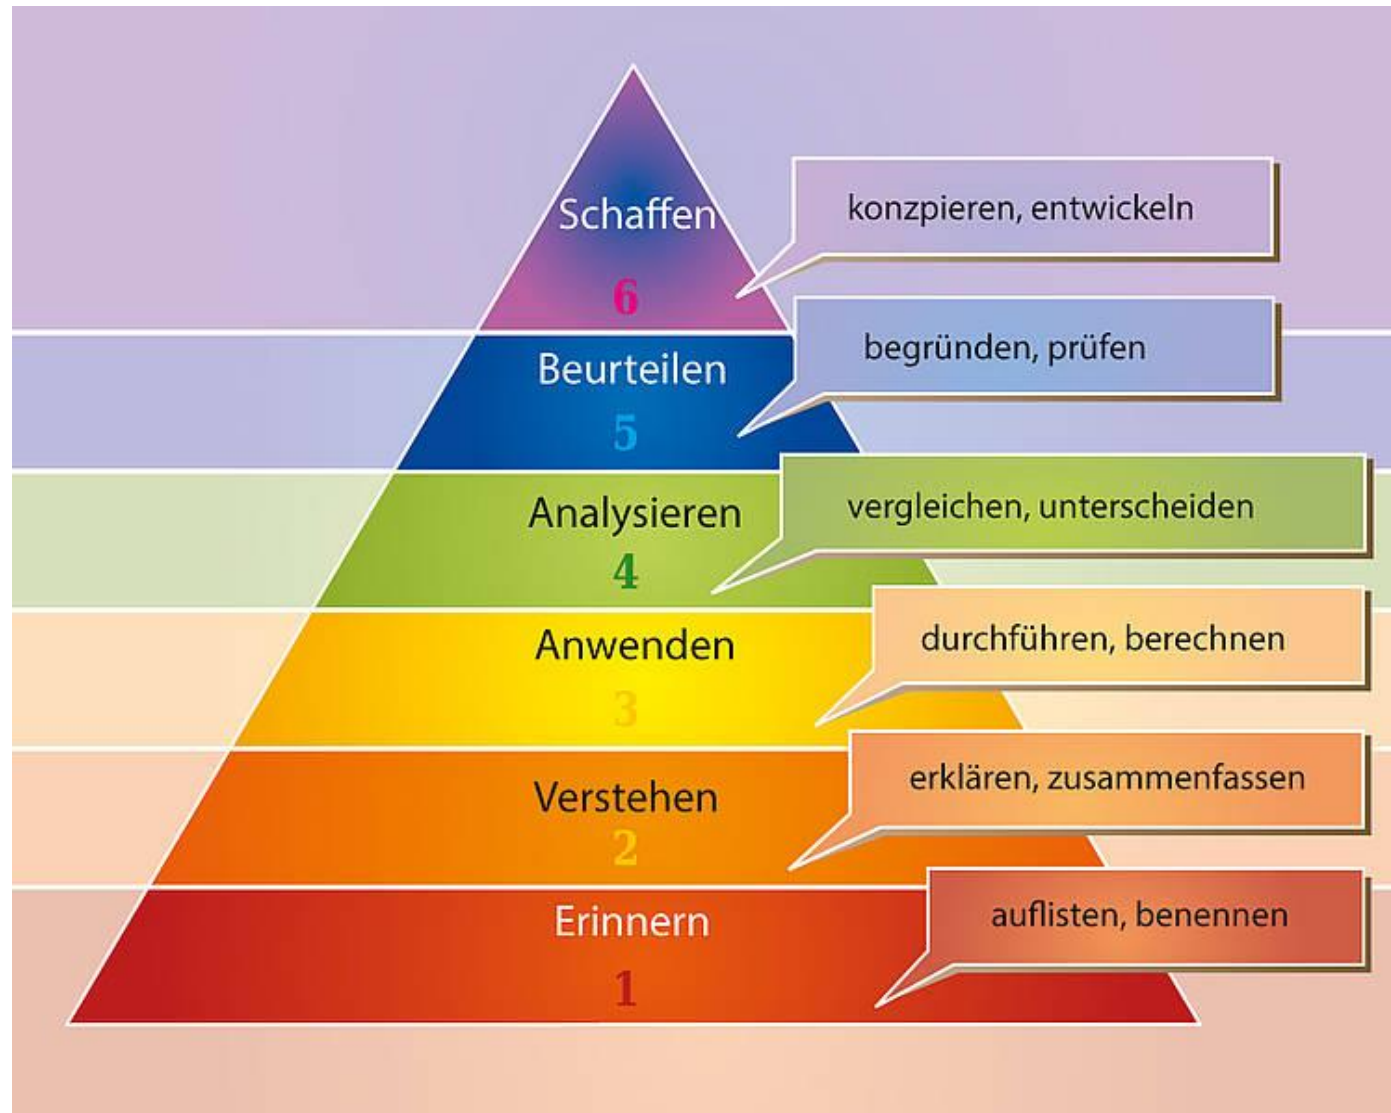 Schaffen
konzpieren, entwickeln
6
Beurteilen
begründen, prüfen
5
Analysieren
vergleichen, unterscheiden
4
Anwenden
durchführen, berechnen
3
Verstehen
erklären, zusammenfassen
2
Erinnern
auflisten, benennen
1